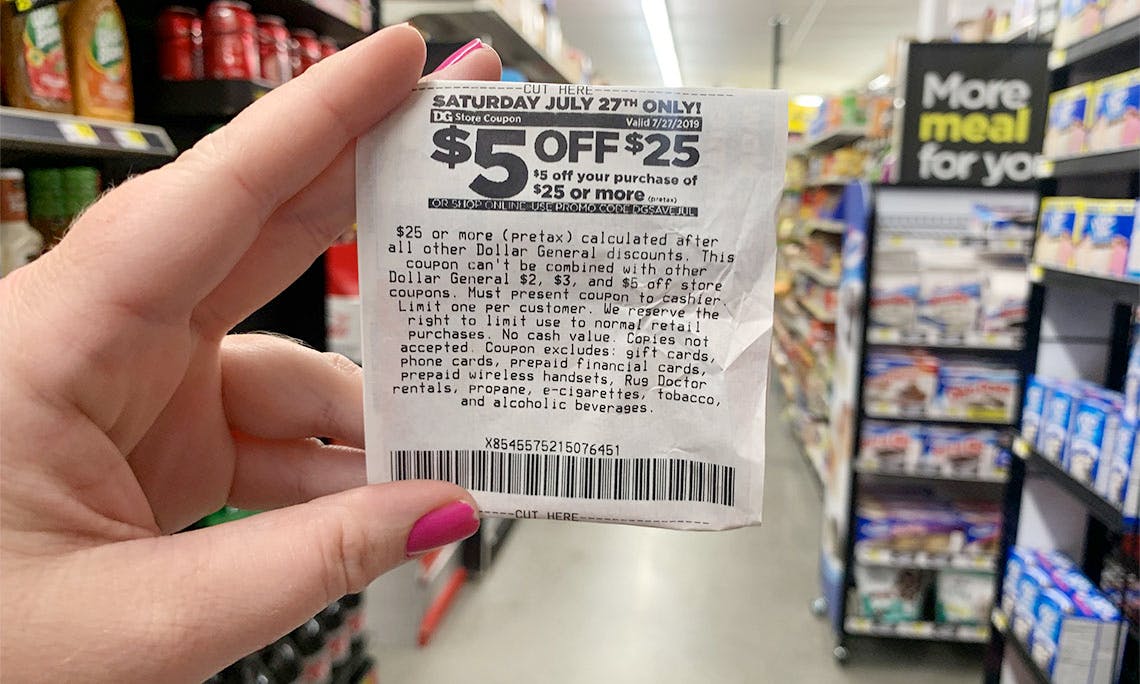 CUT HERE
SATURDAY JULY 27TH ONLY!
DG Store Coupon Valid 7/27/2019
$5 OFF $25
$5 off your purchase of
$25 or more (pretax)
OR SHOP ONLINE USE PROMO CODE DGSAVEJUL
$25 or more (pretax) calculated after
all other Dollar General discounts. This
coupon can't be combined with other
Dollar General $2, $3, and $5 off store
coupons. Must present coupon to cashier.
Limit one per customer. We reserve the
right to limit use to normal retail
purchases. No cash value. Copies not
accepted. Coupon excludes: gift cards,
phone cards, prepaid financial cards,
prepaid wireless handsets, Rug Doctor
rentals, propane, e-cigarettes, tobacco,
and alcoholic beverages.
X8545575215076451
CUT HERE
More
meal
for yo